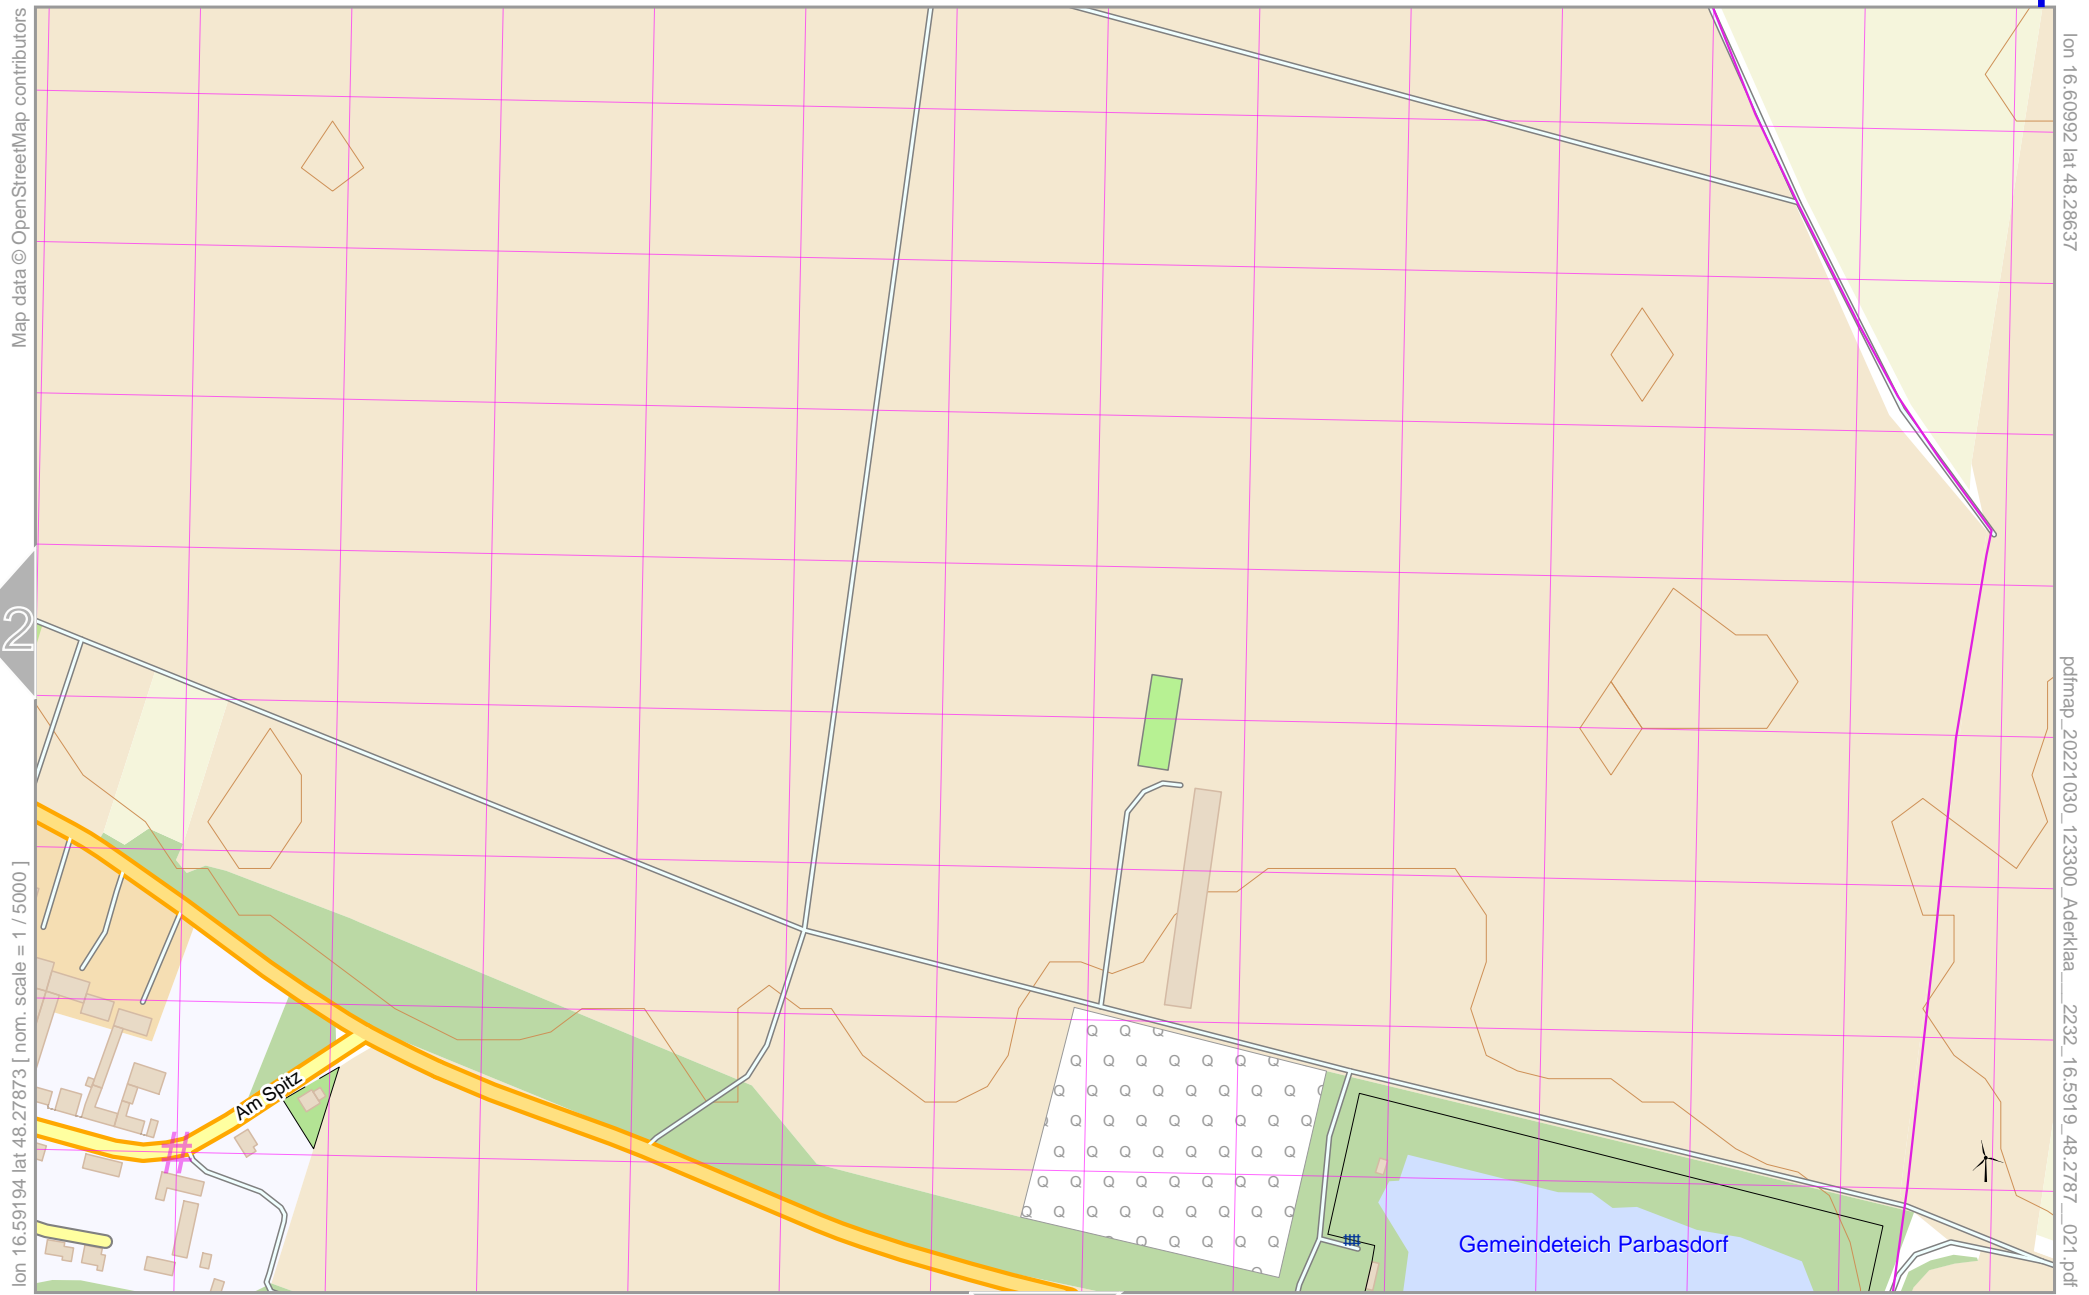 Map data © OpenStreetMap contributors
lon 16.60992 lat 48.28637
2
Am Spitz
Gemeindeteich Parbasdorf
lon 16.59194 lat 48.27873 [ nom. scale = 1 / 5000 ]
pdfmap_20221030_123300_Aderklaa___2232_16.5919_48.2787__021.pdf